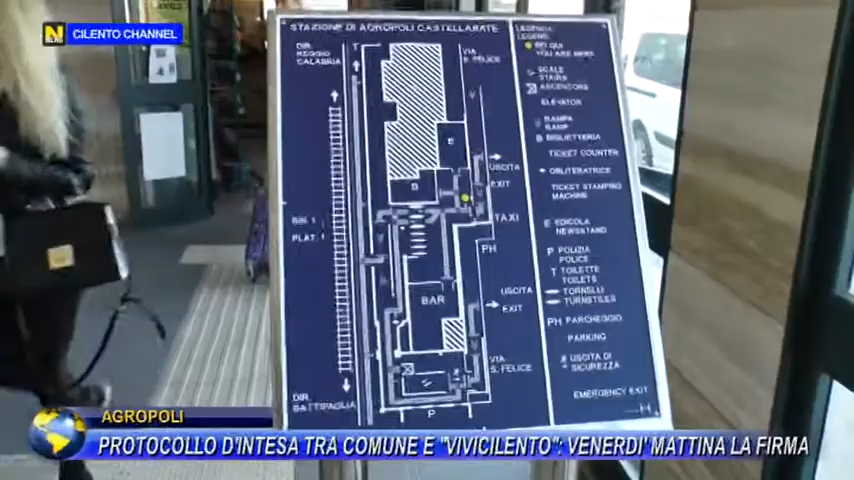 N
NEWS
CILENTO CHANNEL
STAZIONE DI AGROPOLI CASTELLABATE
DIR.
REGGIO
CALABRIA
T
VIA
S. FELICE
E
USCITA
EXIT
B
TAXI
BIN. 1
PLAT. 1
PH
BAR
USCITA
EXIT
VIA
S. FELICE
DIR.
BATTIPAGLIA
P
LEGENDA
LEGEND
SEI QUI
YOU ARE HERE
SCALE
STAIRS
ASCENSORE
ELEVATOR
RAMPA
RAMP
B BIGLIETTERIA
TICKET COUNTER
OBLITERATRICE
TICKET STAMPING
MACHINE
E EDICOLA
NEWSSTAND
P POLIZIA
POLICE
T TOILETTE
TOILETS
TORNELLI
TURNSTILES
PH PARCHEGGIO
PARKING
USCITA DI
SICUREZZA
EMERGENCY EXIT
AGROPOLI
PROTOCOLLO D'INTESA TRA COMUNE E "VIVICILENTO": VENERDI' MATTINA LA FIRMA